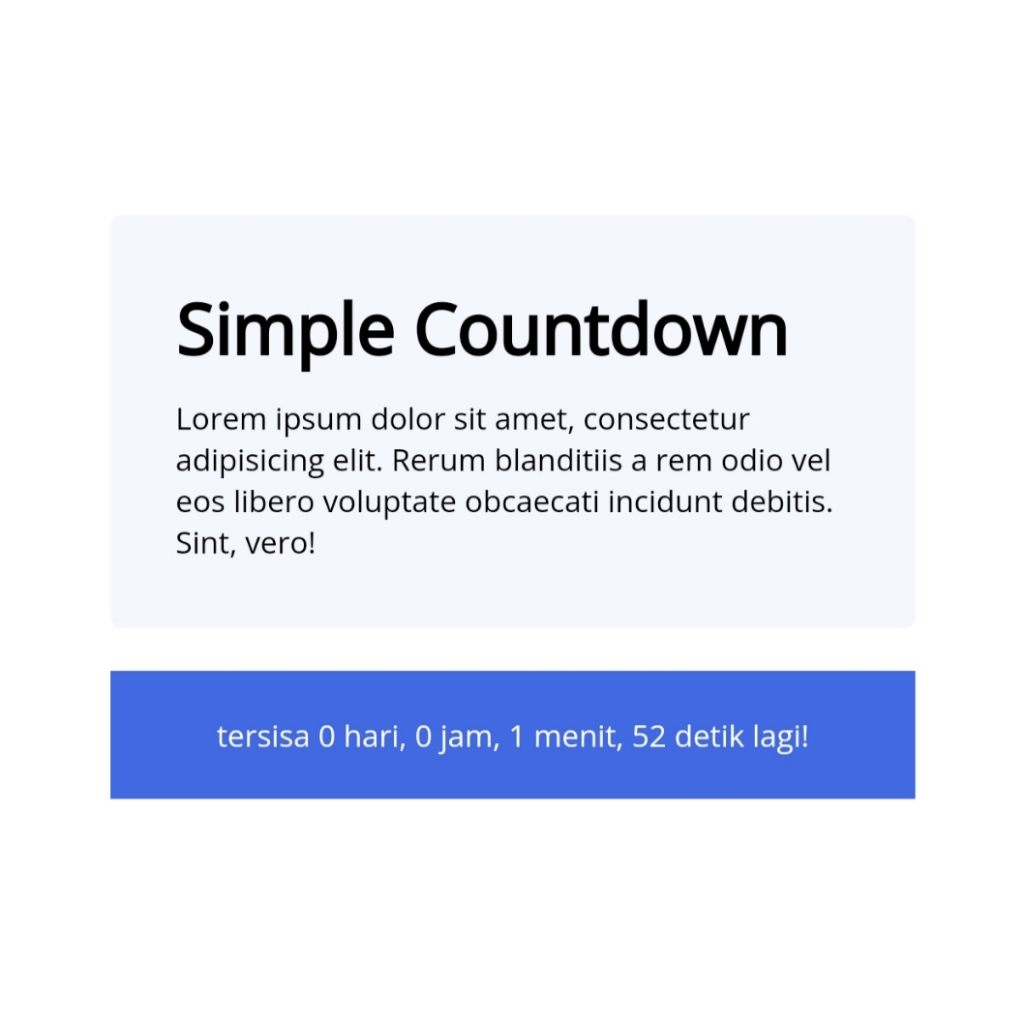 Simple Countdown
Lorem ipsum dolor sit amet, consectetur
adipisicing elit. Rerum blanditiis a rem odio vel
eos libero voluptate obcaecati incidunt debitis.
Sint, vero!
tersisa 0 hari, 0 jam, 1 menit, 52 detik lagi!